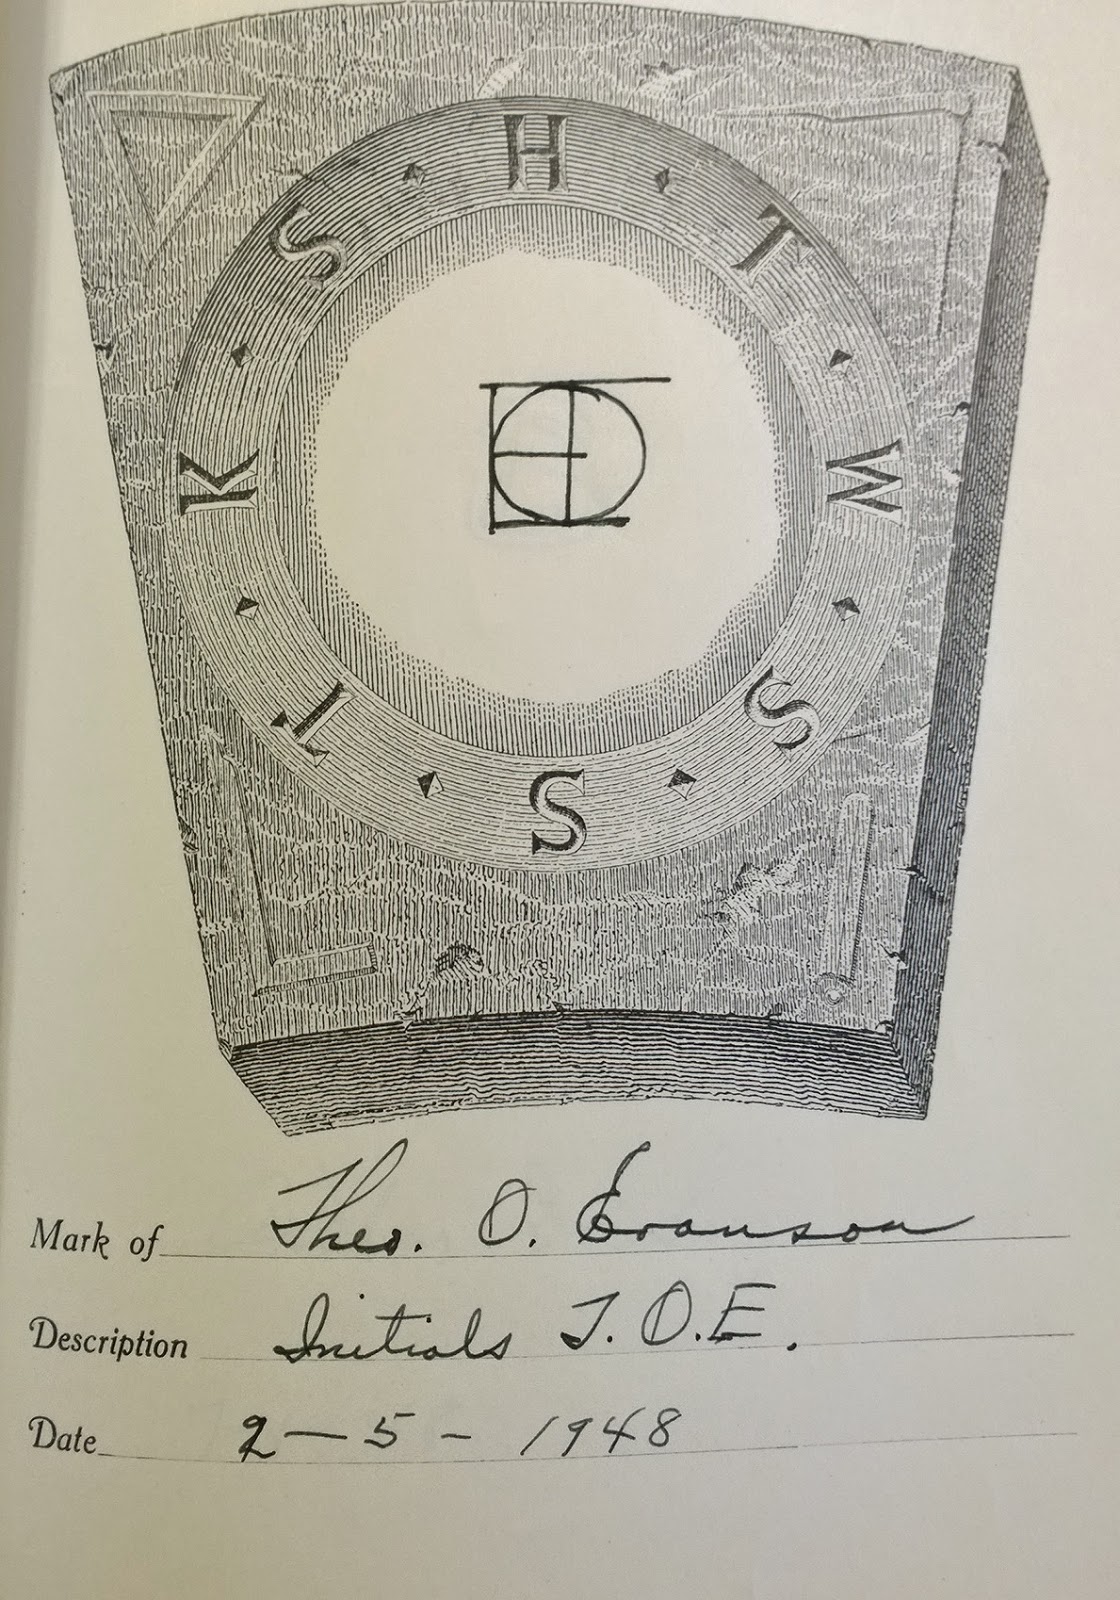 H T W S S T K S
Mark of Theo. O. Evanson
Description Initials T.O.E.
Date 2-5-1948